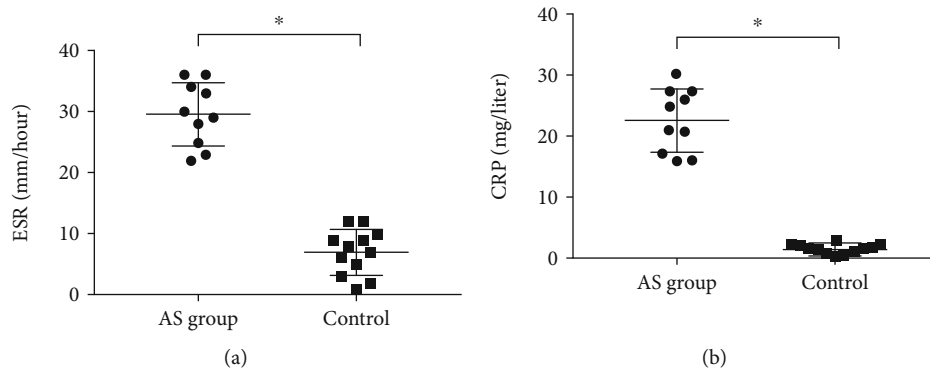 *
40
30
20
10
0
ESR (mm/hour)
AS group
Control
(a)
*
40
30
20
10
0
CRP (mg/liter)
AS group
Control
(b)